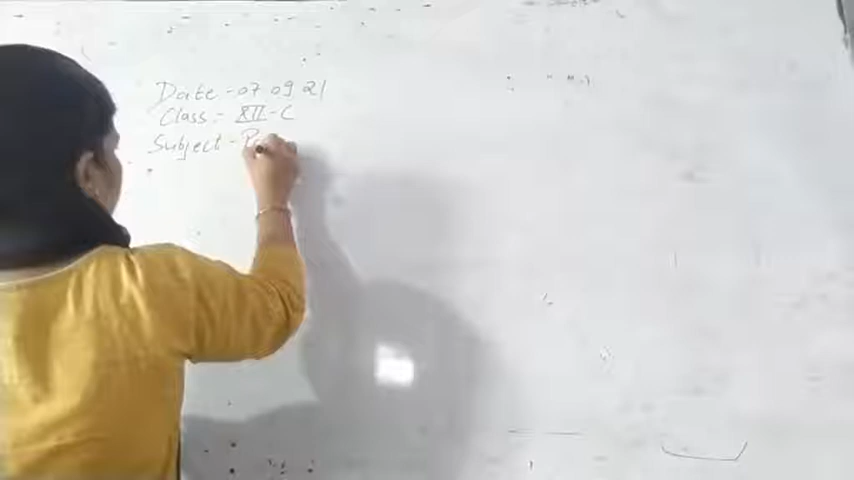 Date - 07 09 21
Class - XII - C
Subject - P